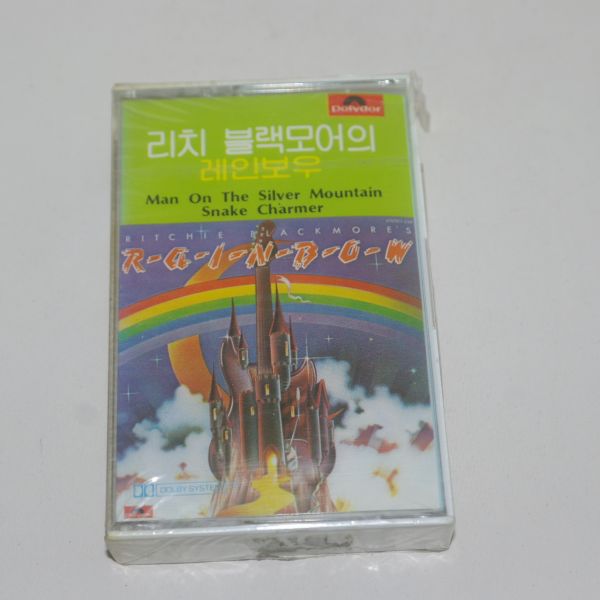 Polydor
리치 블랙모어의
레인보우
Man On The Silver Mountain
Snake Charmer
RITCHIE BLACKMORE'S
R-A-I-N-B-O-W
DOLBY SYSTEM